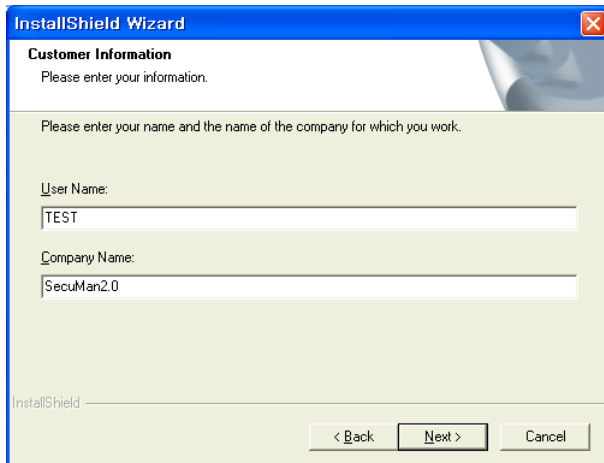 InstallShield Wizard
Customer Information
Please enter your information.
Please enter your name and the name of the company for which you work.
User Name:
TEST
Company Name:
SecuMan2.0
InstallShield
< Back Next > Cancel